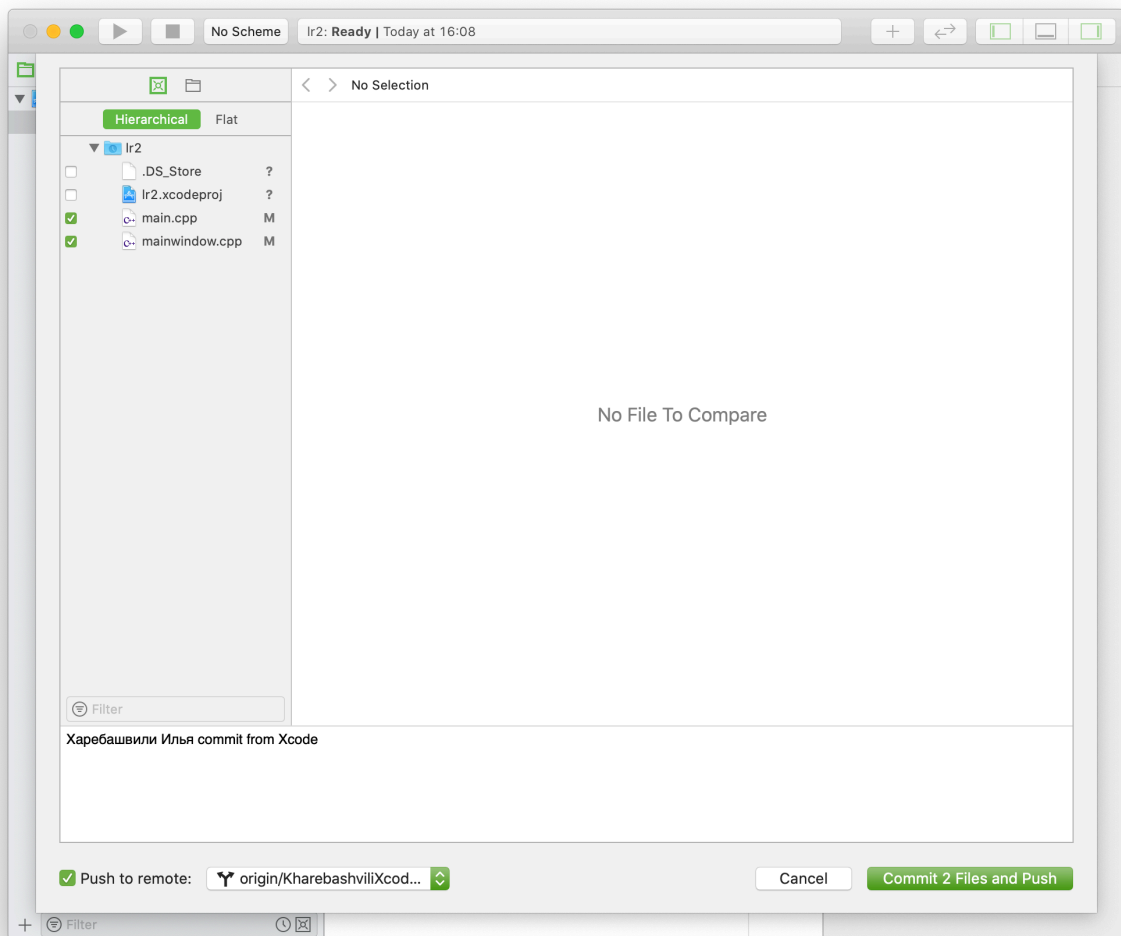 No Scheme
lr2: Ready | Today at 16:08
No Selection
Hierarchical Flat
lr2
.DS_Store ?
lr2.xcodeproj ?
main.cpp M
mainwindow.cpp M
No File To Compare
Filter
Харебашвили Илья commit from Xcode
Push to remote: origin/KharebashviliXcod... Cancel Commit 2 Files and Push
Filter